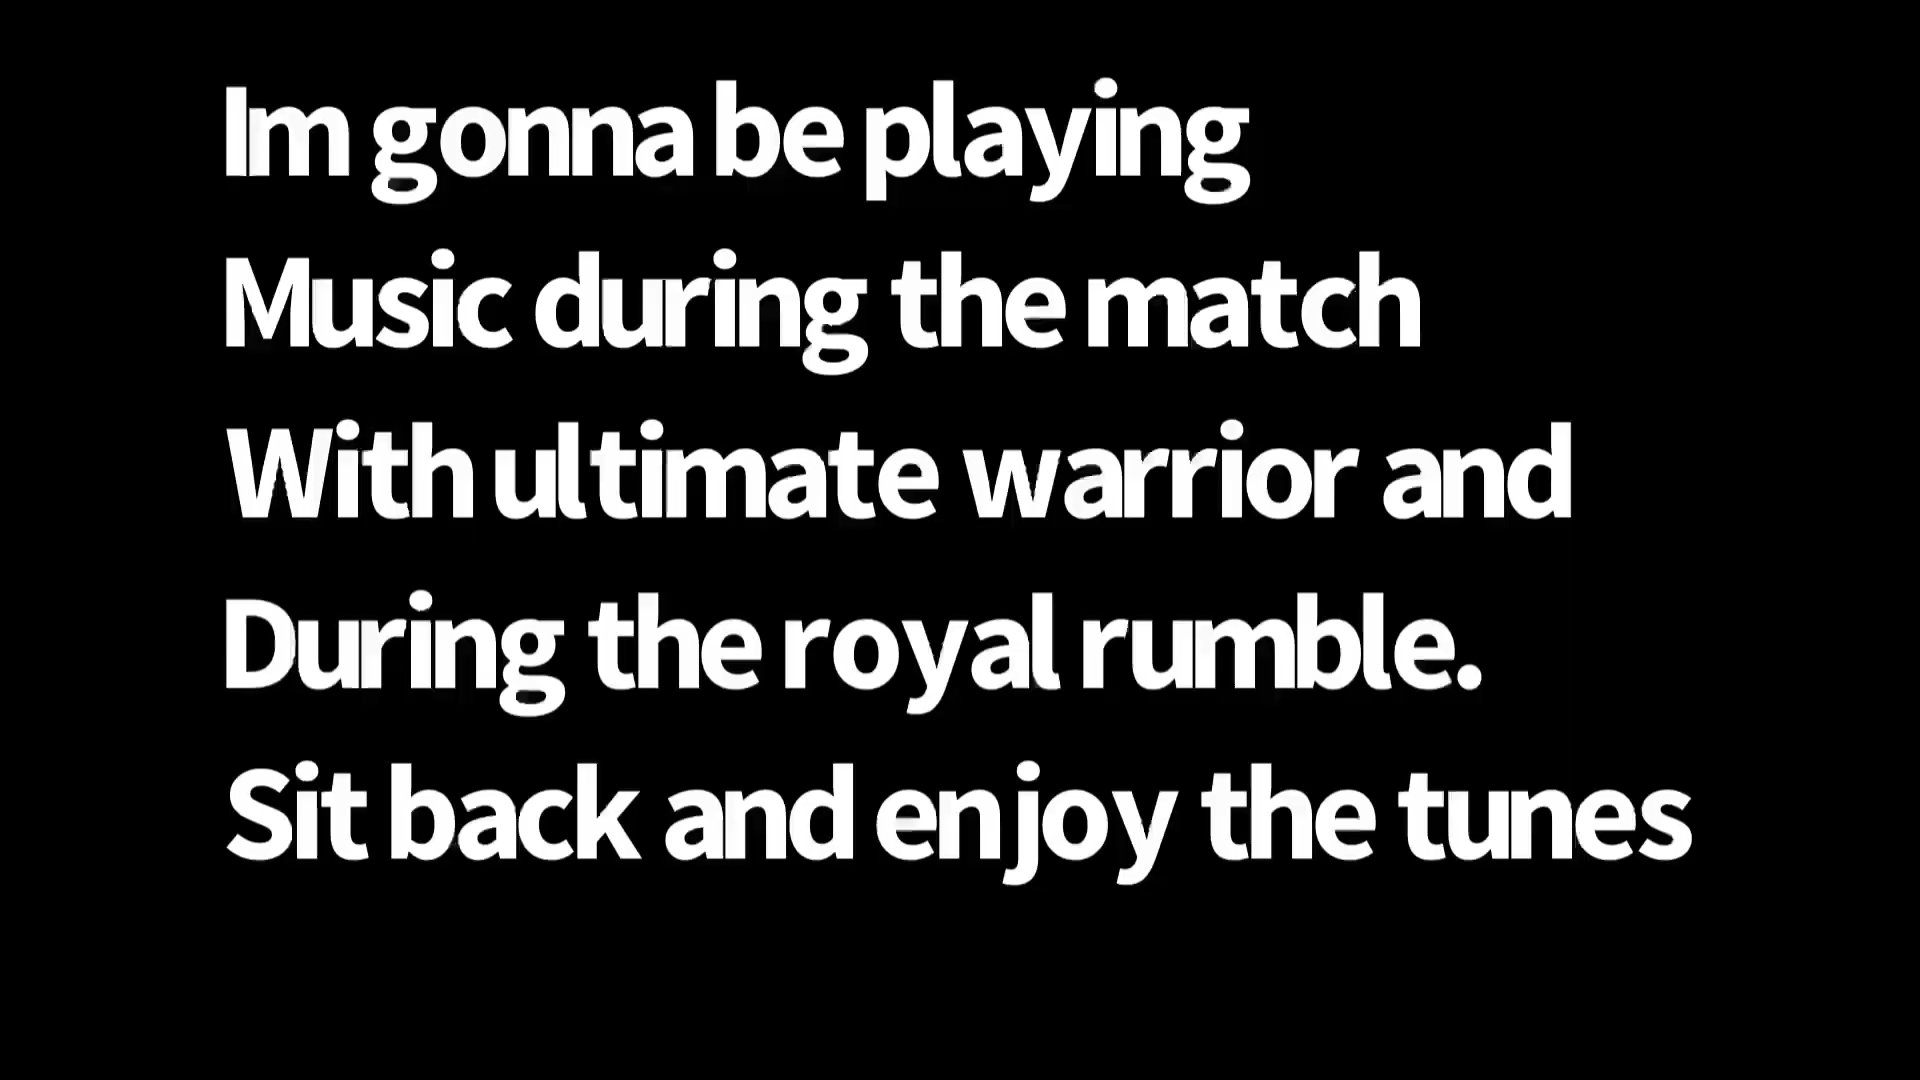 Im gonna be playing
Music during the match
With ultimate warrior and
During the royal rumble.
Sit back and enjoy the tunes